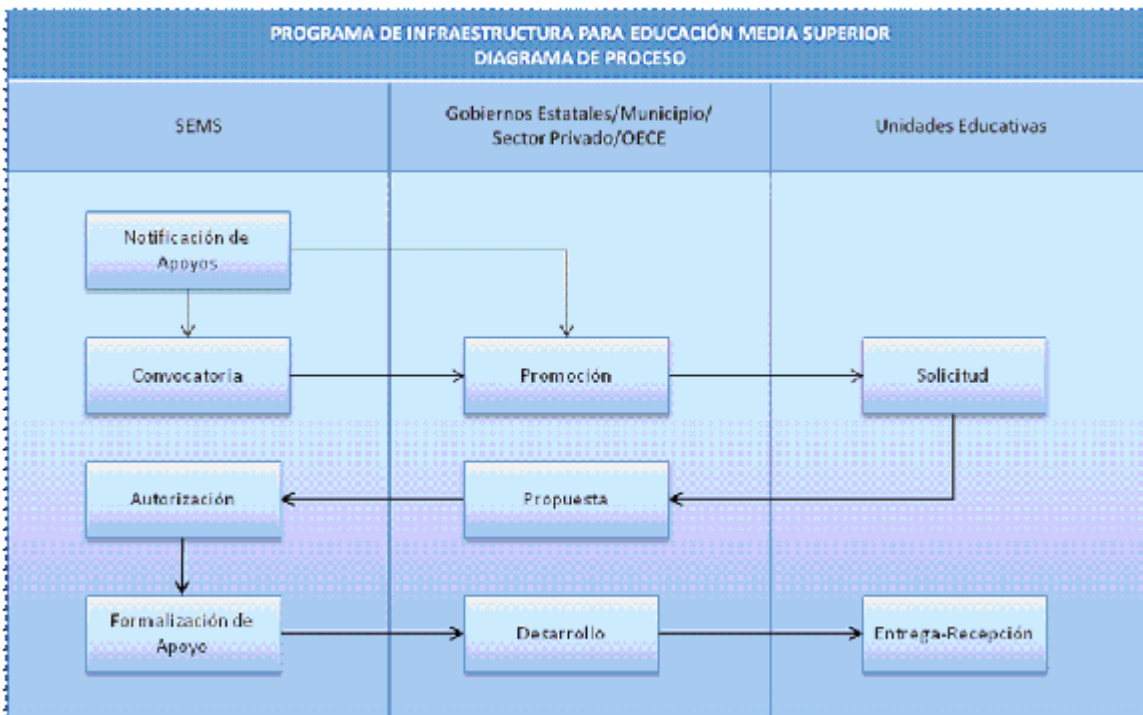 PROGRAMA DE INFRAESTRUCTURA PARA EDUCACIÓN MEDIA SUPERIOR
DIAGRAMA DE PROCESO
SEMS
Gobiernos Estatales/Municipio/
Sector Privado/OECE
Unidades Educativas
Notificación de
Apoyos
Convocatoria
Promoción
Solicitud
Autorización
Propuesta
Formalización de
Apoyo
Desarrollo
Entrega-Recepción